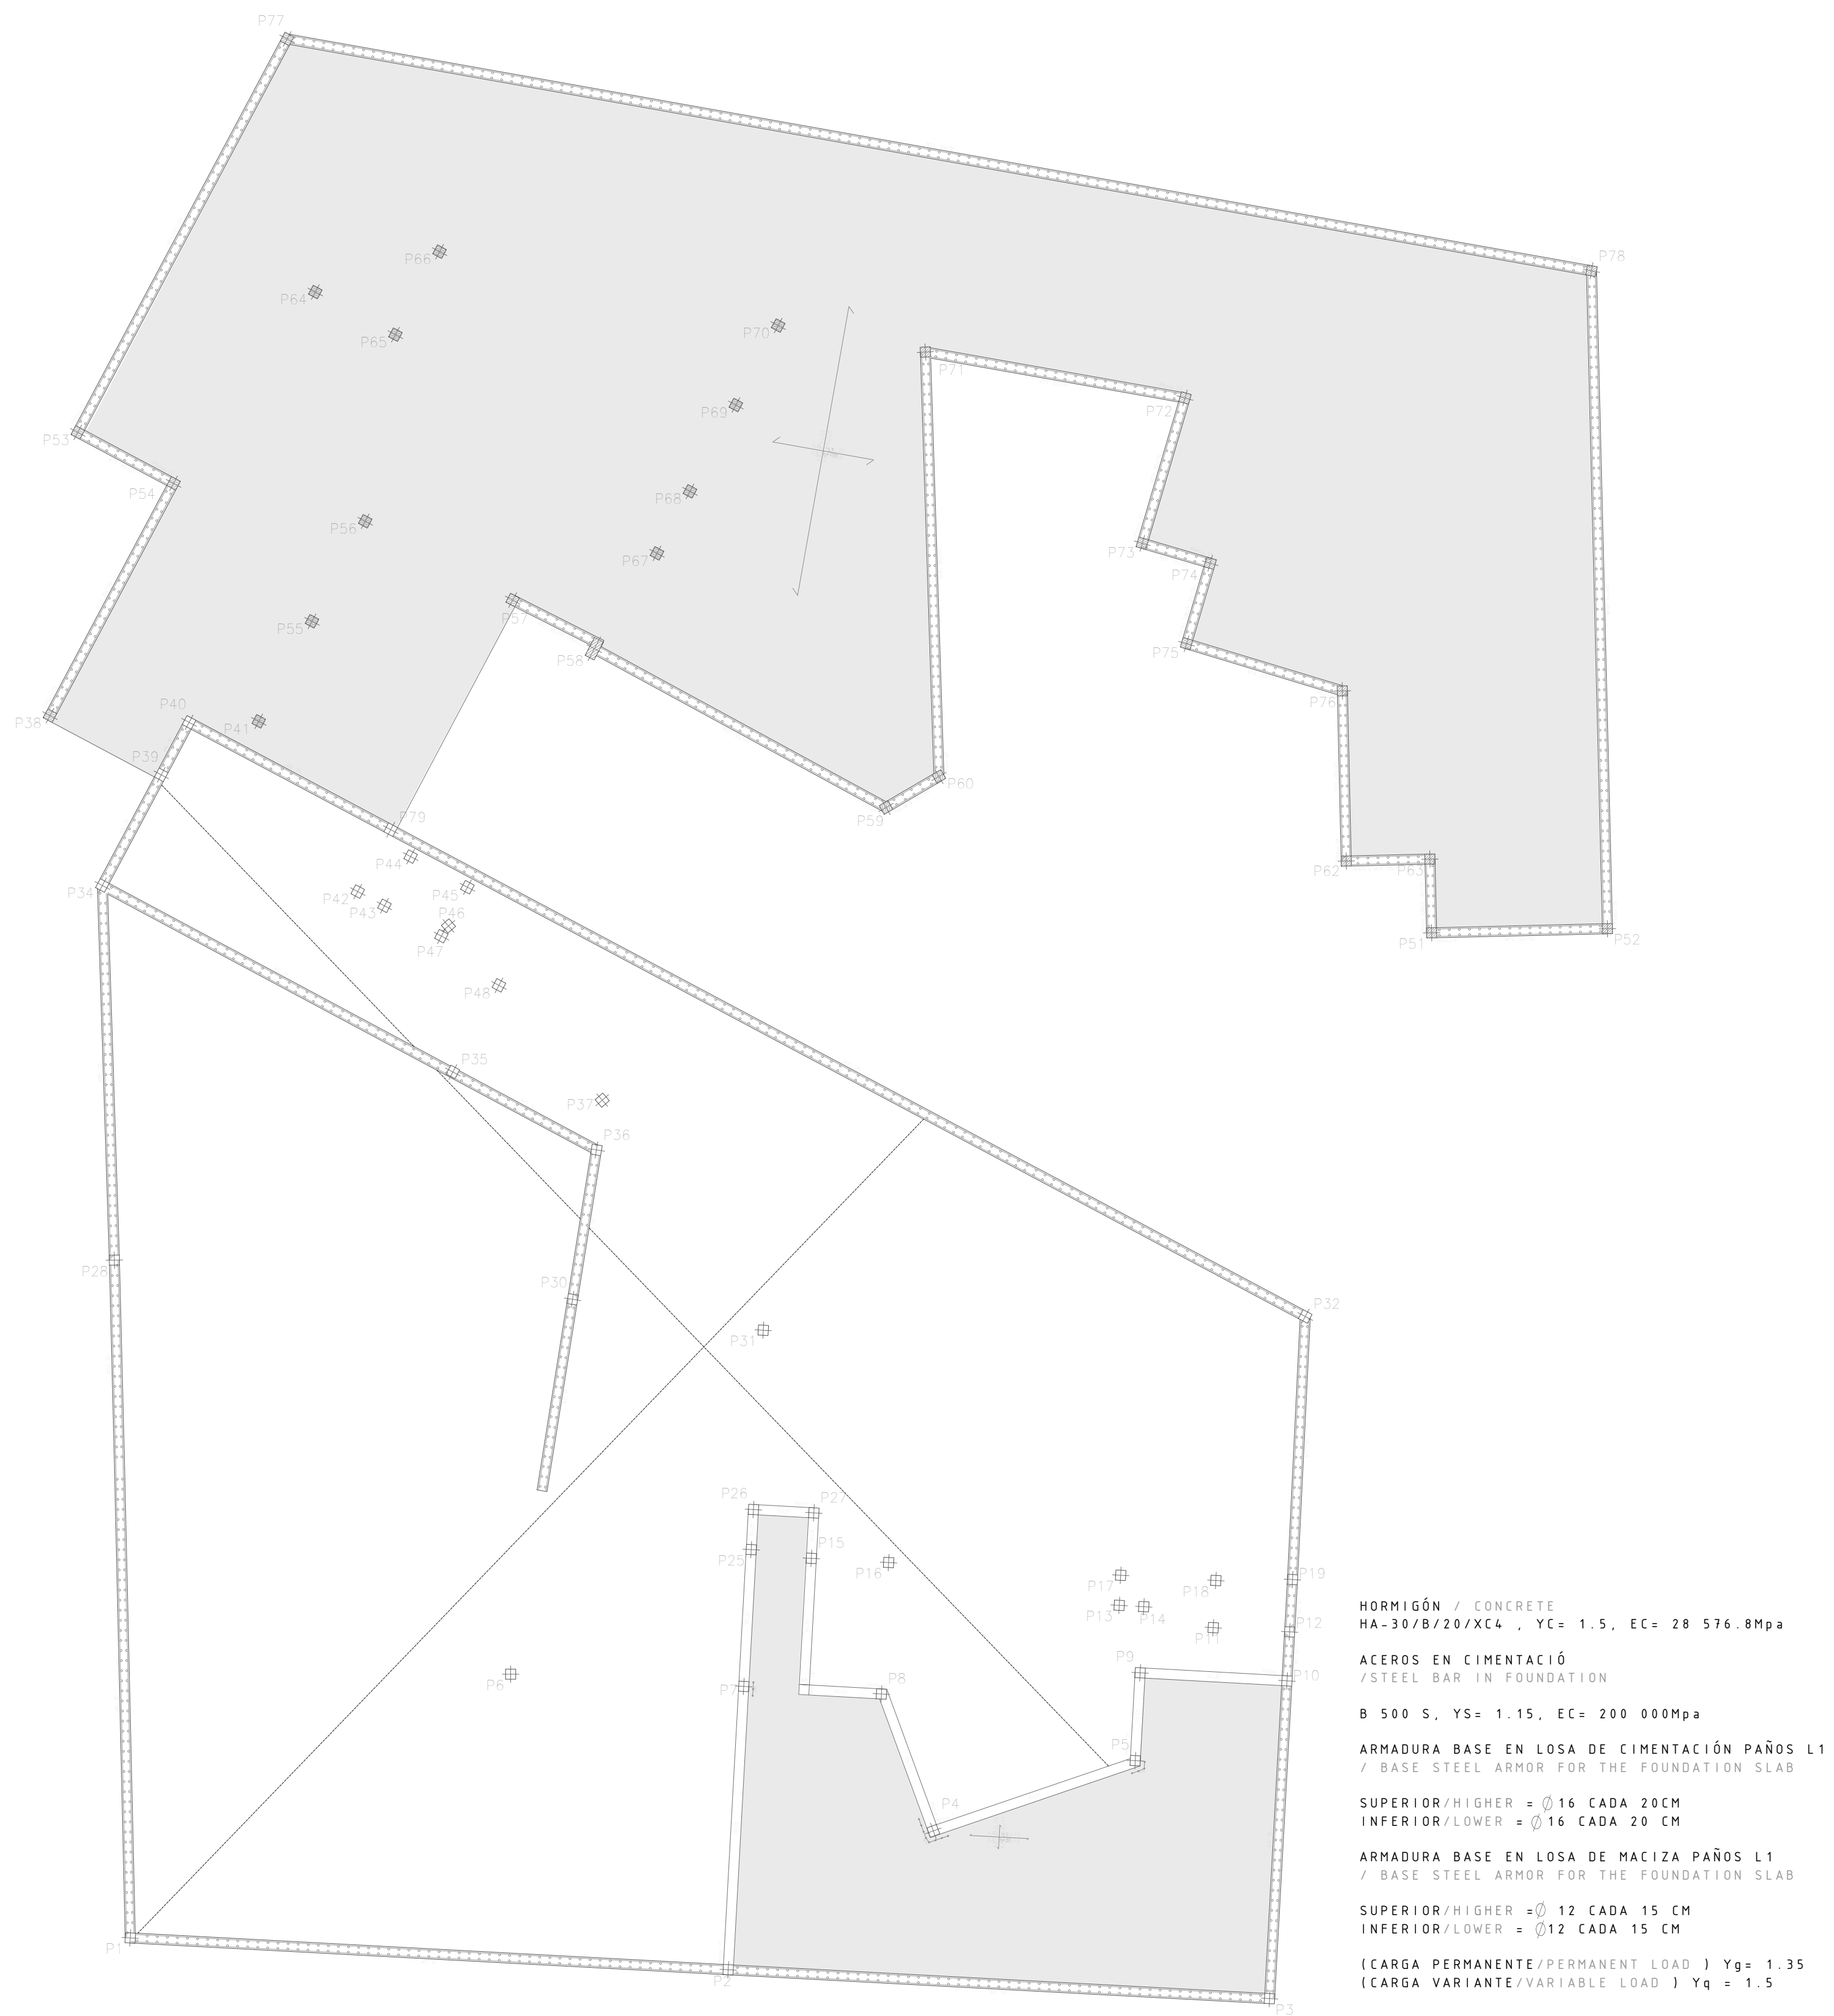 P77
P78
P66
P64
P65
P70
P71
P72
P69
P53
P54
P68
P56
P67
P73
P74
P55
P57
P58
P75
P76
P38
P40
P41
P39
P60
P59
P79
P62
P63
P44
P34
P42
P45
P43
P46
P47
P51
P52
P48
P35
P37
P36
P28
P30
P32
P31
P26
P27
P25
P15
P16
P17
P18
P19
P13
P14
P11
P12
P6
P7
P8
P9
P10
P5
P4
P1
P2
P3
HORMIGÓN / CONCRETE
HA-30/B/20/XC4 , YC= 1.5, EC= 28 576.8Mpa
ACEROS EN CIMENTACIÓ
/STEEL BAR IN FOUNDATION
B 500 S, YS= 1.15, EC= 200 000Mpa
ARMADURA BASE EN LOSA DE CIMENTACIÓN PAÑOS L1
/ BASE STEEL ARMOR FOR THE FOUNDATION SLAB
SUPERIOR/HIGHER = Ø16 CADA 20CM
INFERIOR/LOWER = Ø16 CADA 20 CM
ARMADURA BASE EN LOSA DE MACIZA PAÑOS L1
/ BASE STEEL ARMOR FOR THE FOUNDATION SLAB
SUPERIOR/HIGHER =Ø 12 CADA 15 CM
INFERIOR/LOWER = Ø12 CADA 15 CM
(CARGA PERMANENTE/PERMANENT LOAD ) Yg= 1.35
(CARGA VARIANTE/VARIABLE LOAD ) Yq = 1.5